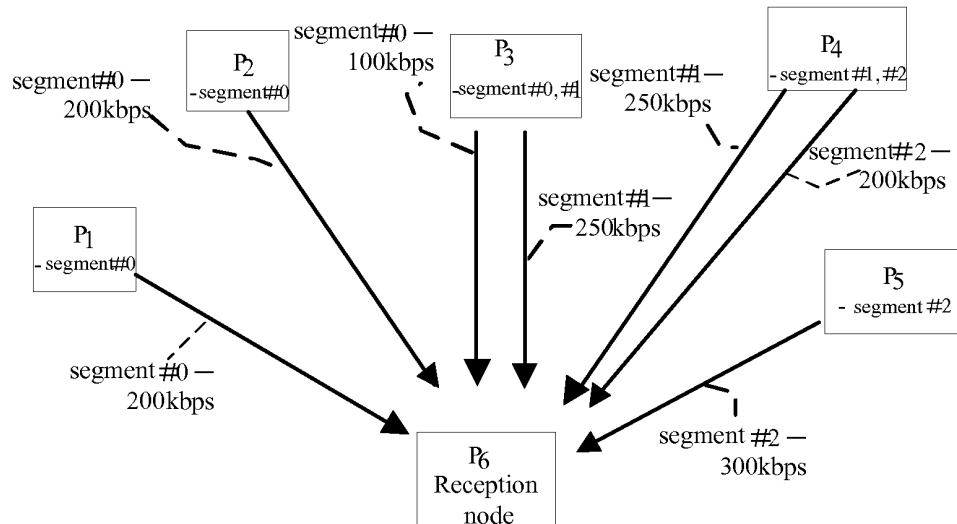 segment#0—
200kbps
P2
-segment#0
segment#0—
100kbps
P3
-segment#0, #1
segment#1—
250kbps
P4
-segment#1, #2
segment#2—
200kbps
segment#1—
250kbps
P1
- segment#0
P5
- segment #2
segment #0—
200kbps
segment #2—
300kbps
P6
Reception
node